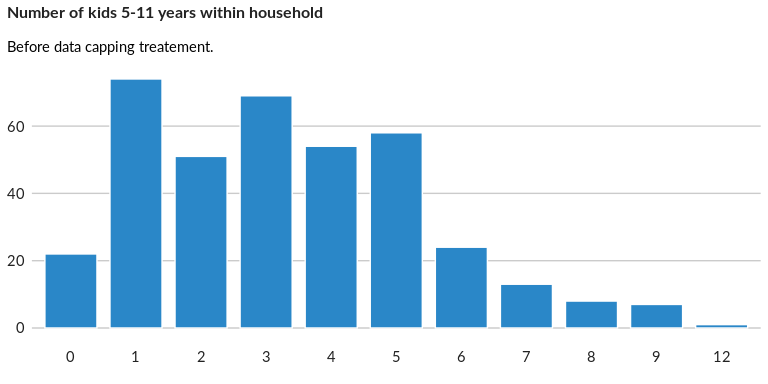 Number of kids 5-11 years within household
Before data capping treatement.
60
40
20
0
0 1 2 3 4 5 6 7 8 9 12